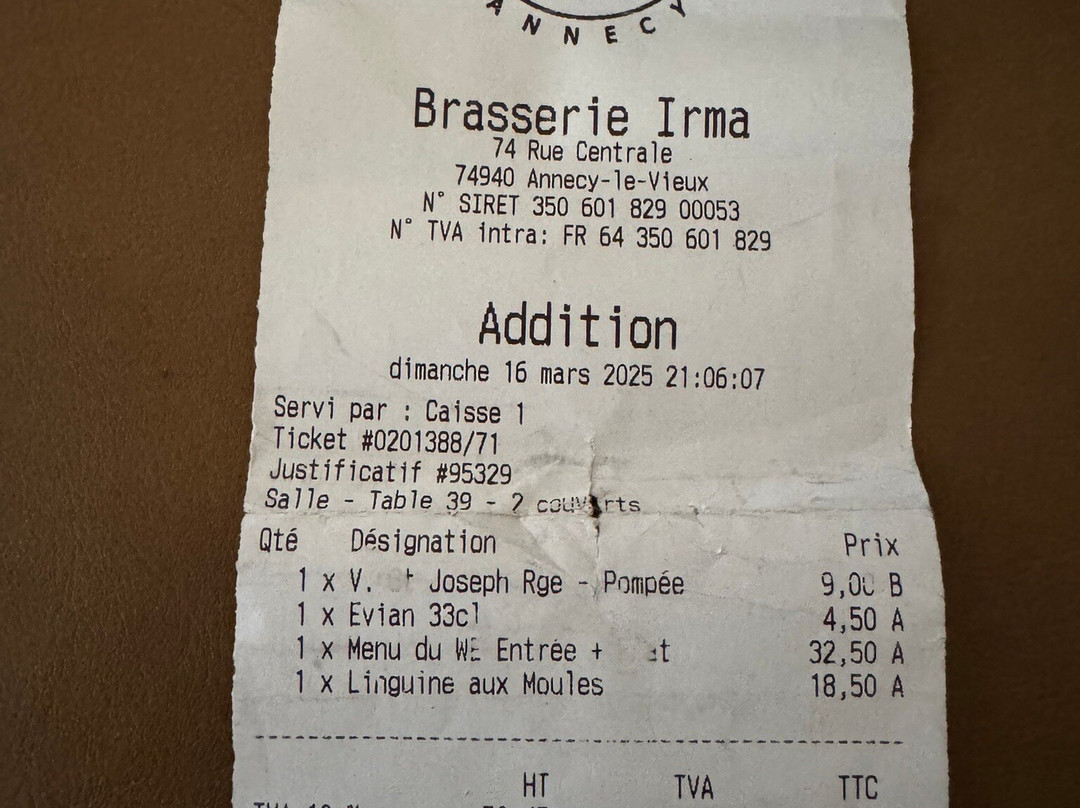 ANNECY
Brasserie Irma
74 Rue Centrale
74940 Annecy-le-Vieux
N° SIRET 350 601 829 00053
N° TVA intra: FR 64 350 601 829
Addition
dimanche 16 mars 2025 21:06:07
Servi par : Caisse 1
Ticket #0201388/71
Justificatif #95329
Salle - Table 39 - 2 couverts
Qté Désignation Prix
1 x V. Joseph Rge - Pompée 9,00 B
1 x Evian 33cl 4,50 A
1 x Menu du WE Entrée + 32,50 A
1 x Linguine aux Moules 18,50 A
HT TVA TTC